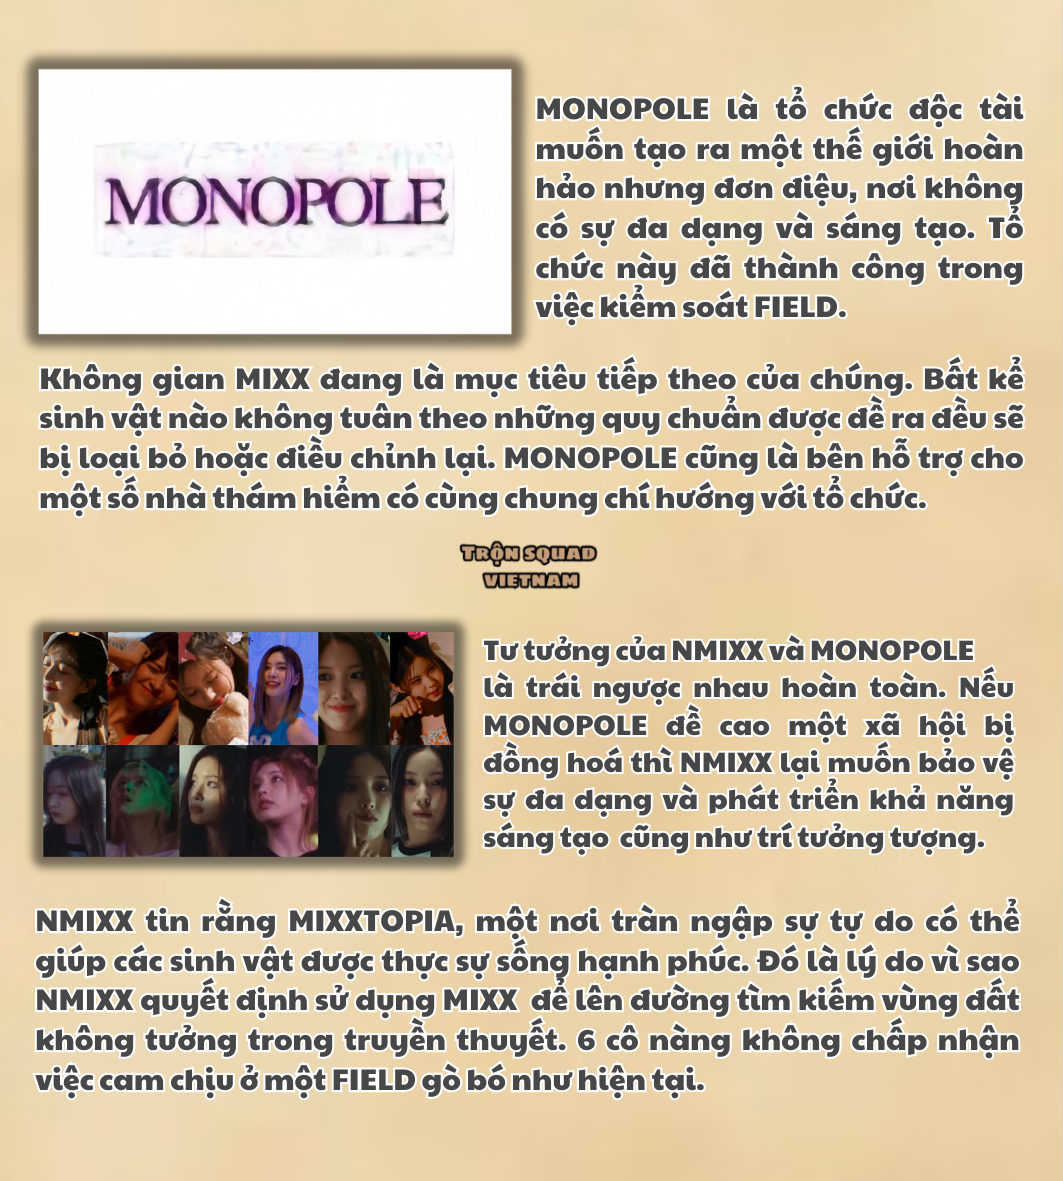 MONOPOLE
MONOPOLE là tổ chức độc tài
muốn tạo ra một thế giới hoàn
hảo nhưng đơn điệu, nơi không
có sự đa dạng và sáng tạo. Tổ
chức này đã thành công trong
việc kiểm soát FIELD.
Không gian MIXX đang là mục tiêu tiếp theo của chúng. Bất kể
sinh vật nào không tuân theo những quy chuẩn được đề ra đều sẽ
bị loại bỏ hoặc điều chỉnh lại. MONOPOLE cũng là bên hỗ trợ cho
một số nhà thám hiểm có cùng chung chí hướng với tổ chức.
TRỘN SQUAD
VIETNAM
Tư tưởng của NMIXX và MONOPOLE
là trái ngược nhau hoàn toàn. Nếu
MONOPOLE đề cao một xã hội bị
đồng hoá thì NMIXX lại muốn bảo vệ
sự đa dạng và phát triển khả năng
sáng tạo cũng như trí tưởng tượng.
NMIXX tin rằng MIXXTOPIA, một nơi tràn ngập sự tự do có thể
giúp các sinh vật được thực sự sống hạnh phúc. Đó là lý do vì sao
NMIXX quyết định sử dụng MIXX để lên đường tìm kiếm vùng đất
không tưởng trong truyền thuyết. 6 cô nàng không chấp nhận
việc cam chịu ở một FIELD gò bó như hiện tại.